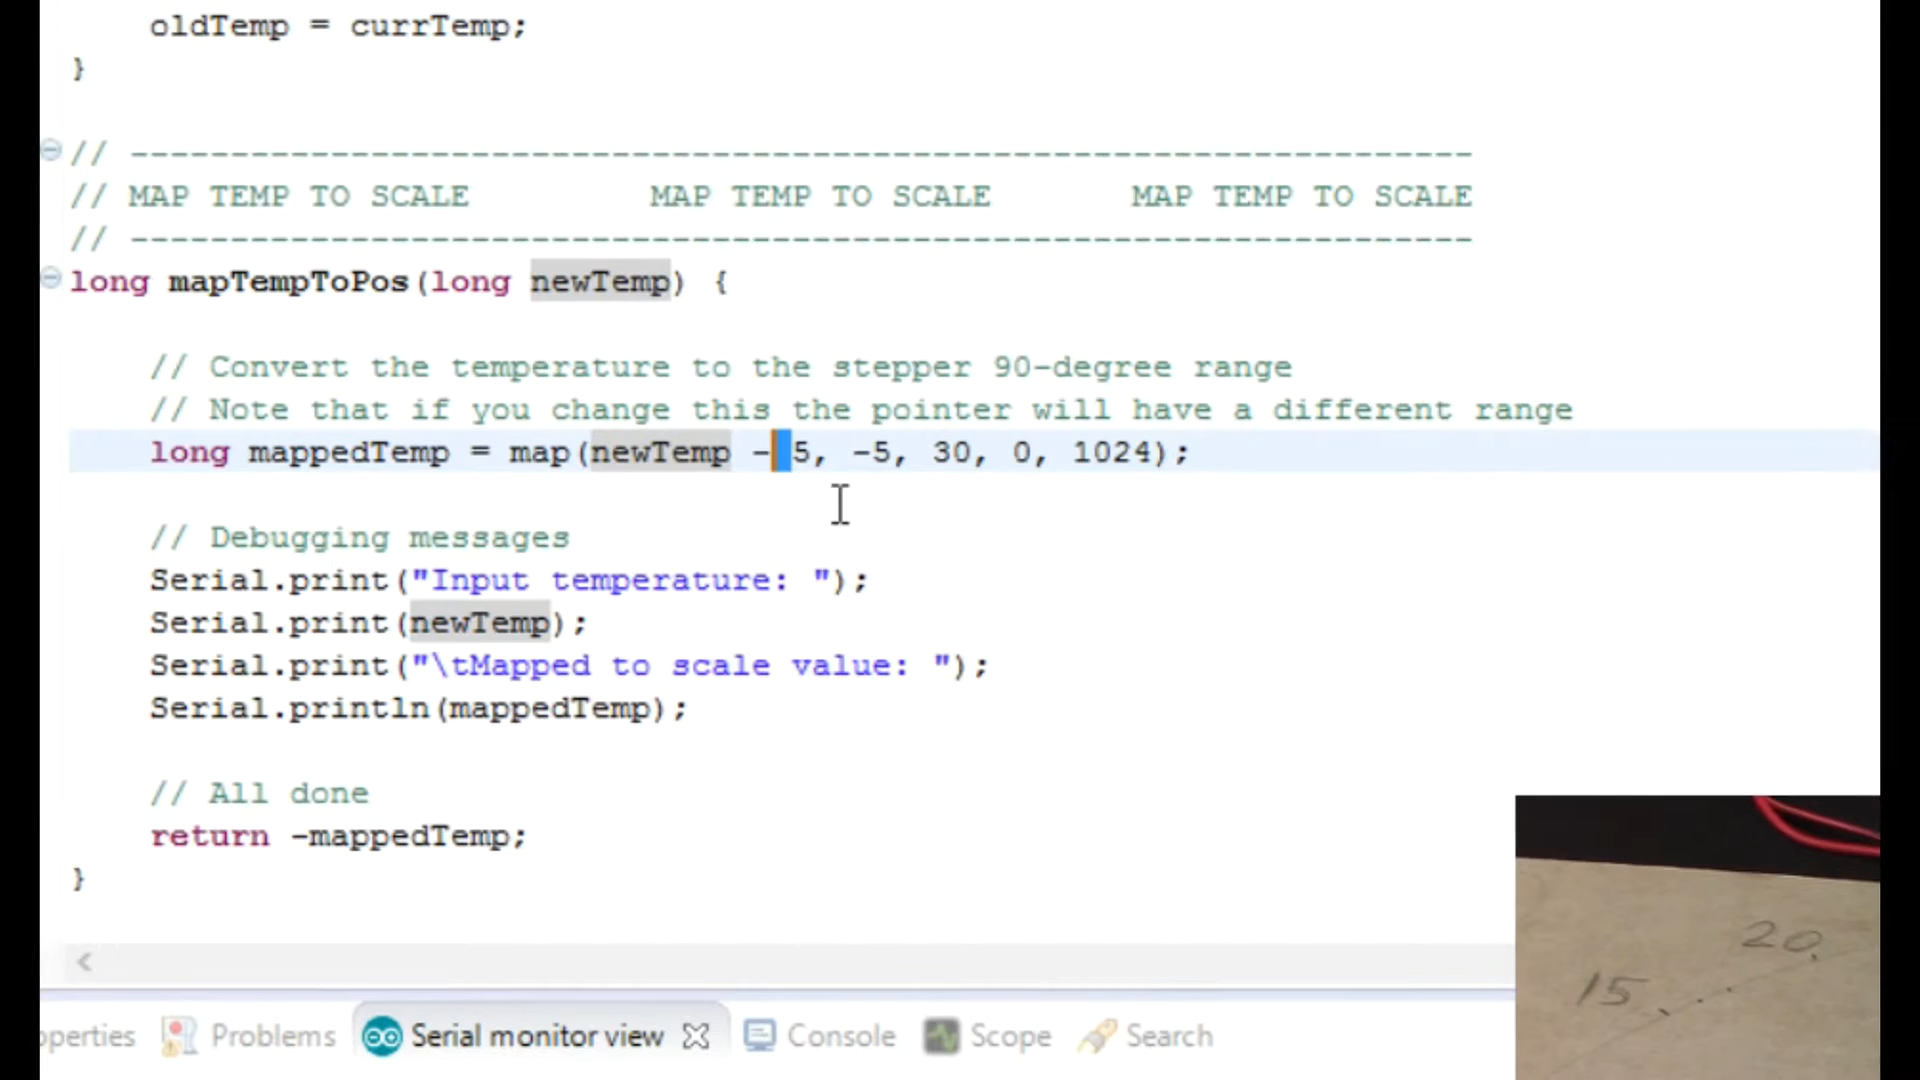 oldTemp = currTemp;
}
// -------------------------------------------------------------------
// MAP TEMP TO SCALE MAP TEMP TO SCALE MAP TEMP TO SCALE
// -------------------------------------------------------------------
long mapTempToPos(long newTemp) {
// Convert the temperature to the stepper 90-degree range
// Note that if you change this the pointer will have a different range
long mappedTemp = map(newTemp - 5, -5, 30, 0, 1024);
// Debugging messages
Serial.print("Input temperature: ");
Serial.print(newTemp);
Serial.print("\tMapped to scale value: ");
Serial.println(mappedTemp);
// All done
return -mappedTemp;
}
20
15
operties Problems Serial monitor view Console Scope Search